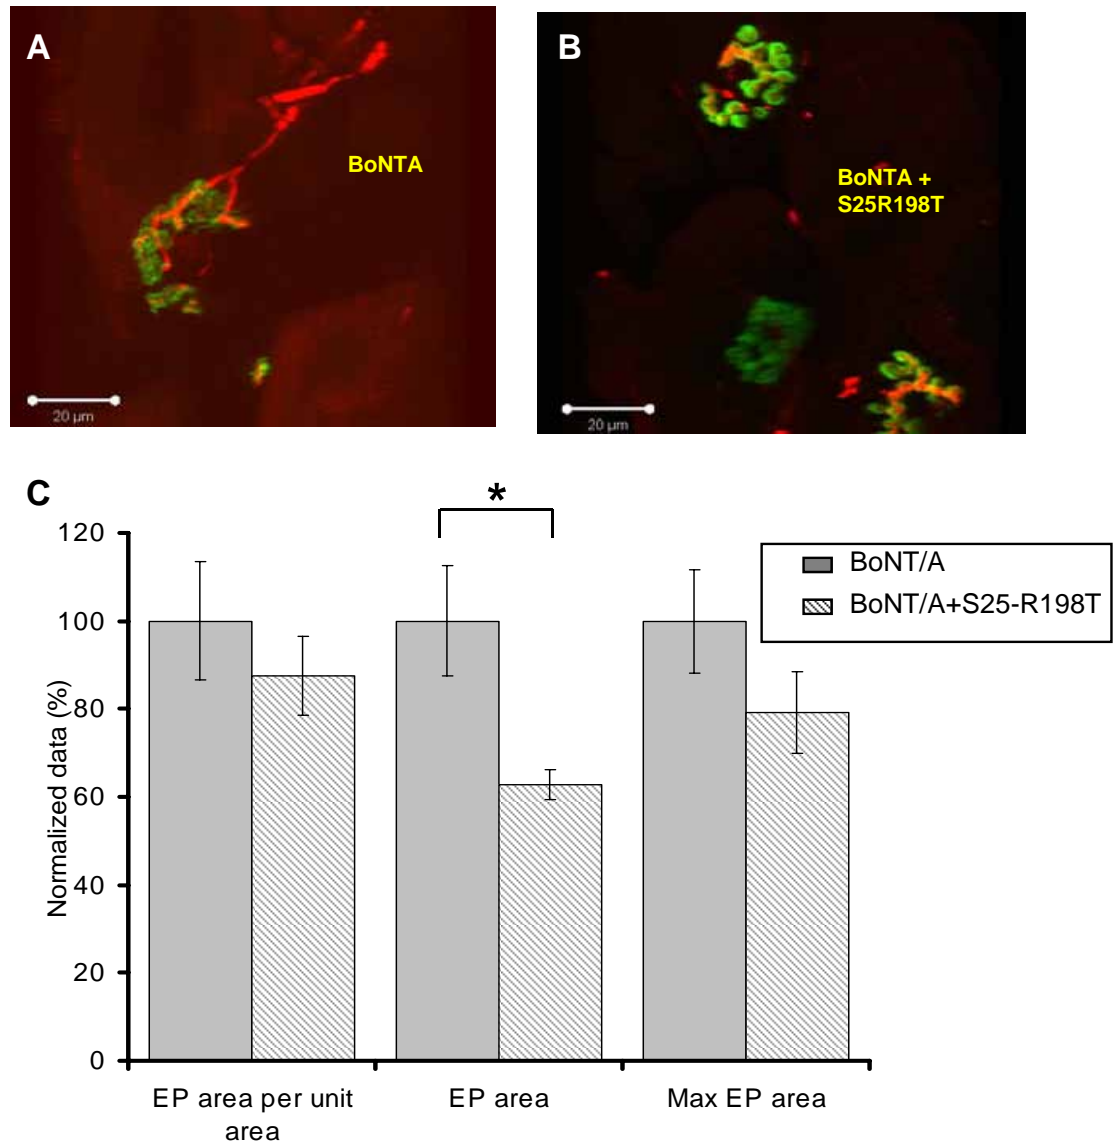 A
BoNTA
20 µm
B
BoNTA +
S25R198T
20 µm
C
*
120
100
80
60
40
20
0
Normalized data (%)
BoNT/A
BoNT/A+S25-R198T
EP area per unit
area
EP area
Max EP area